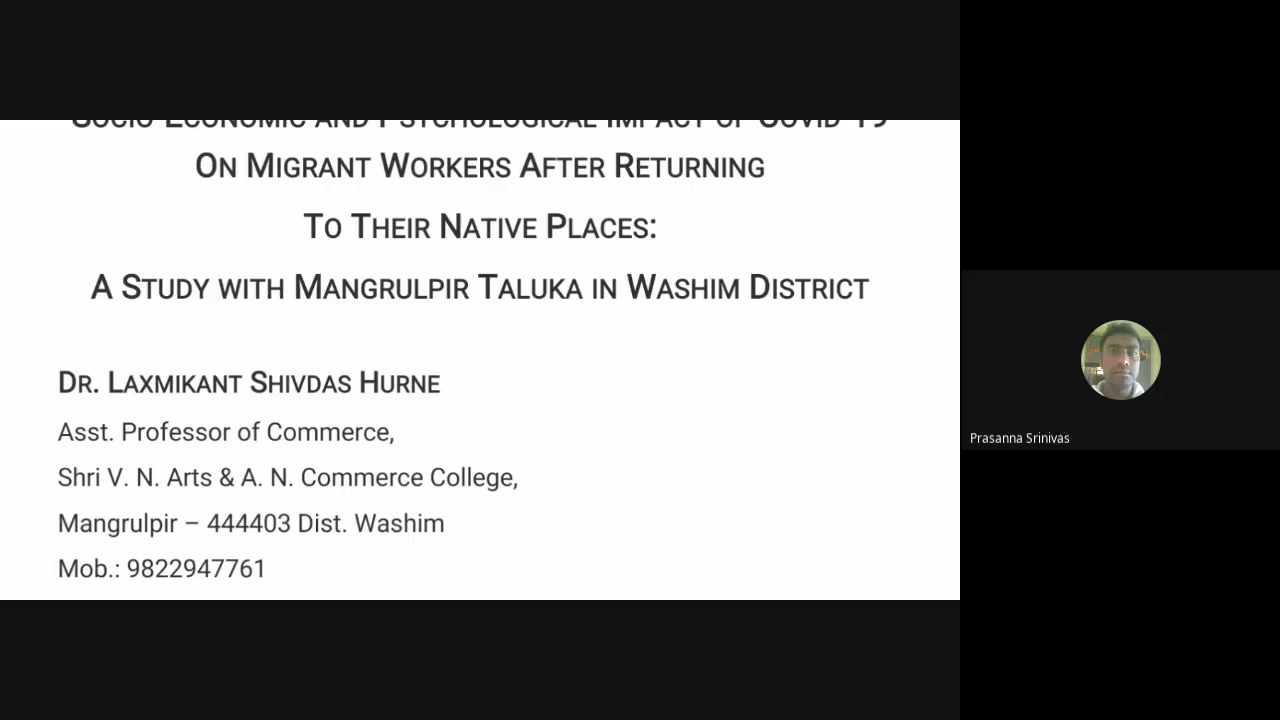 Socio-Economic and Psychological Impact of Covid-19
On Migrant Workers After Returning
To Their Native Places:
A Study with Mangrulpir Taluka in Washim District
Dr. Laxmikant Shivdas Hurne
Asst. Professor of Commerce,
Shri V. N. Arts & A. N. Commerce College,
Mangrulpir – 444403 Dist. Washim
Mob.: 9822947761
Prasanna Srinivas